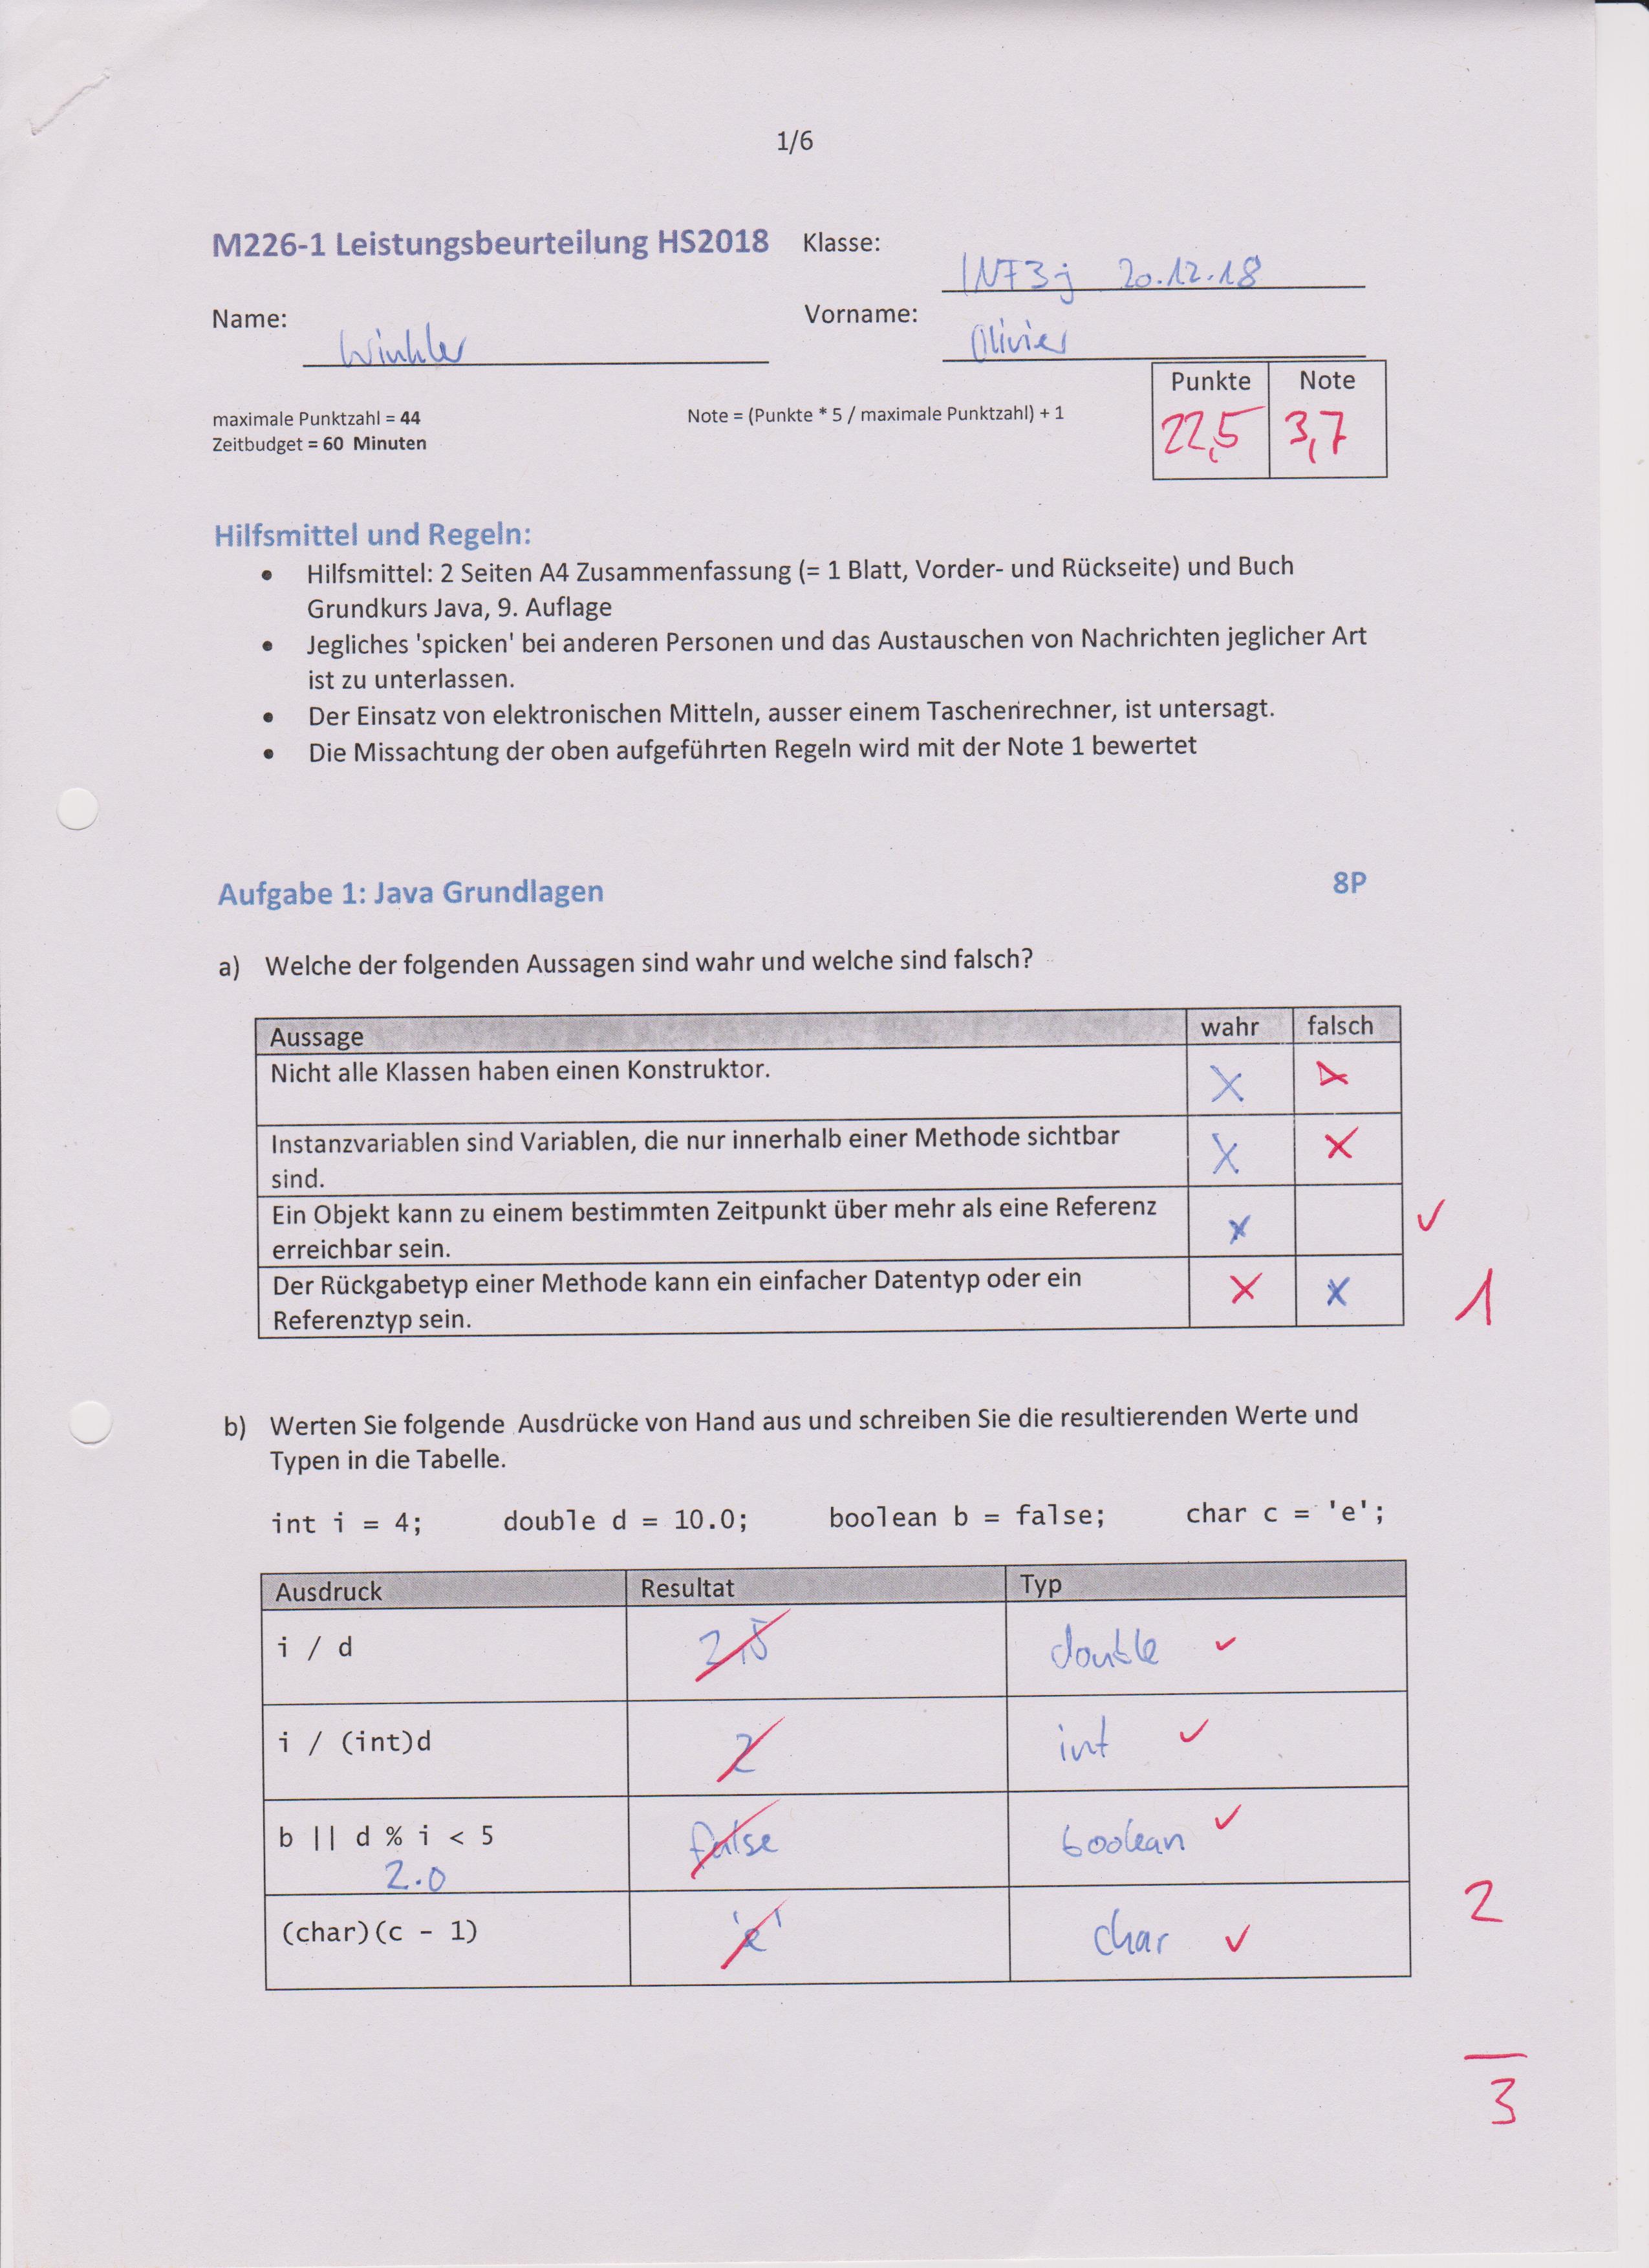 1/6
M226-1 Leistungsbeurteilung HS2018 Klasse: INF3j 20.12.18
Name: Winkler Vorname: Olivier
Punkte Note
22,5 3,7
maximale Punktzahl = 44 Note = (Punkte * 5 / maximale Punktzahl) + 1
Zeitbudget = 60 Minuten
Hilfsmittel und Regeln:
• Hilfsmittel: 2 Seiten A4 Zusammenfassung (= 1 Blatt, Vorder- und Rückseite) und Buch
Grundkurs Java, 9. Auflage
• Jegliches 'spicken' bei anderen Personen und das Austauschen von Nachrichten jeglicher Art
ist zu unterlassen.
• Der Einsatz von elektronischen Mitteln, ausser einem Taschenrechner, ist untersagt.
• Die Missachtung der oben aufgeführten Regeln wird mit der Note 1 bewertet
Aufgabe 1: Java Grundlagen 8P
a) Welche der folgenden Aussagen sind wahr und welche sind falsch?
Aussage wahr falsch
Nicht alle Klassen haben einen Konstruktor. X X
Instanzvariablen sind Variablen, die nur innerhalb einer Methode sichtbar X X
sind.
Ein Objekt kann zu einem bestimmten Zeitpunkt über mehr als eine Referenz X ✓
erreichbar sein.
Der Rückgabetyp einer Methode kann ein einfacher Datentyp oder ein X X 1
Referenztyp sein.
b) Werten Sie folgende Ausdrücke von Hand aus und schreiben Sie die resultierenden Werte und
Typen in die Tabelle.
int i = 4; double d = 10.0; boolean b = false; char c = 'e';
Ausdruck Resultat Typ
i / d 2,5 double ✓
i / (int)d 2 int ✓
b || d % i < 5 false boolean ✓
2.0
(char)(c - 1) 'e' char ✓ 2
3